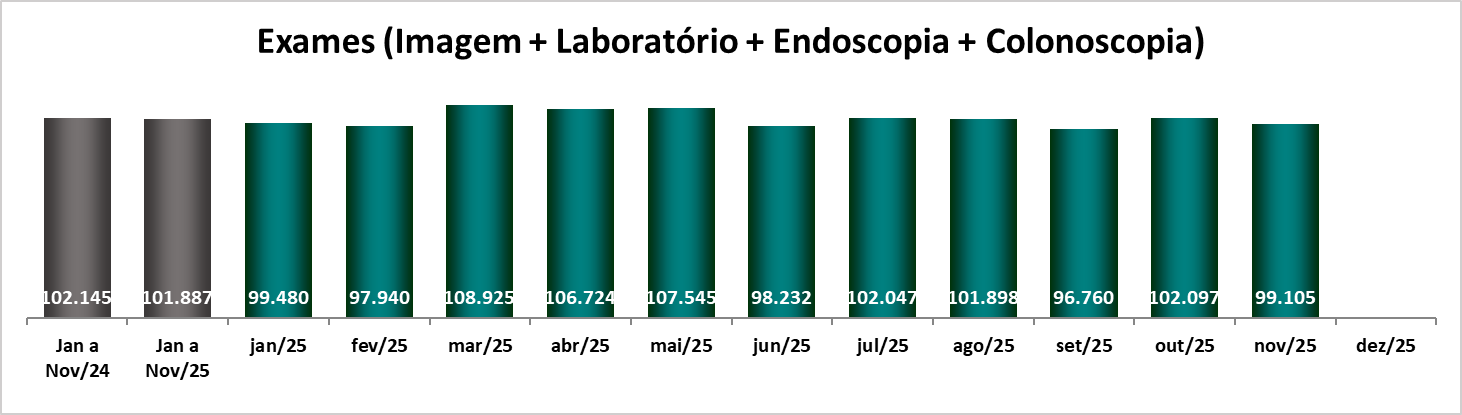 Exames (Imagem + Laboratório + Endoscopia + Colonoscopia)
102.145 101.887 99.480 97.940 108.925 106.724 107.545 98.232 102.047 101.898 96.760 102.097 99.105
Jan a Jan a jan/25 fev/25 mar/25 abr/25 mai/25 jun/25 jul/25 ago/25 set/25 out/25 nov/25 dez/25
Nov/24 Nov/25